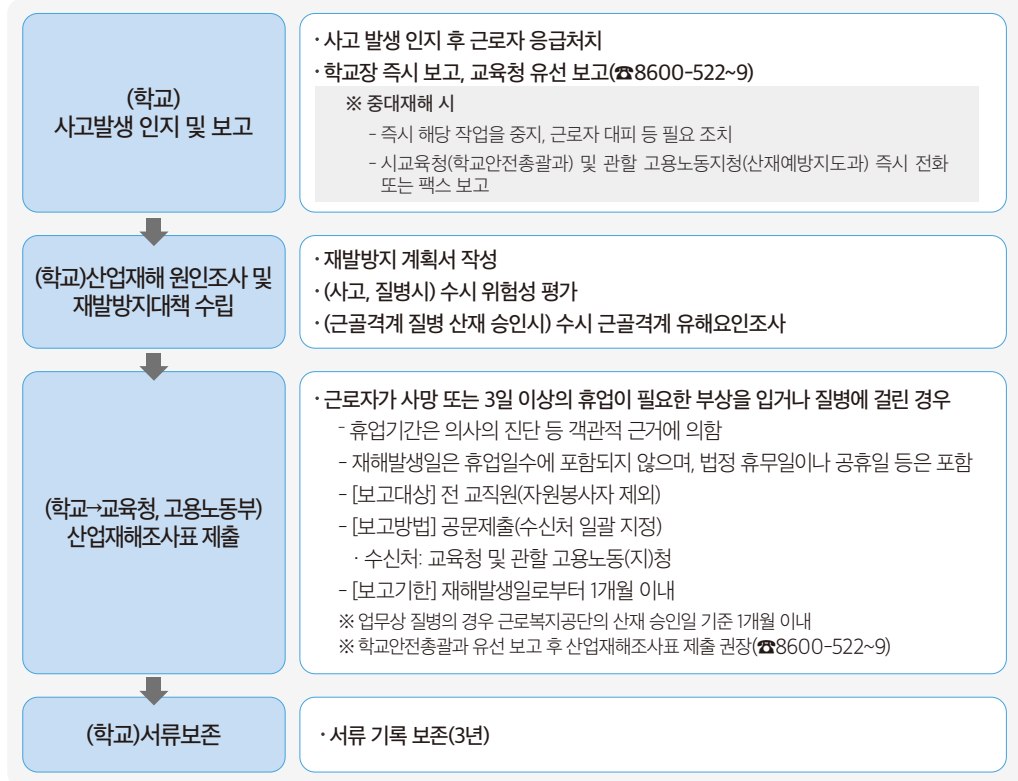 (학교)
사고발생 인지 및 보고
· 사고 발생 인지 후 근로자 응급처치
· 학교장 즉시 보고, 교육청 유선 보고(☎8600-522~9)
※ 중대재해 시
- 즉시 해당 작업을 중지, 근로자 대피 등 필요 조치
- 시교육청(학교안전총괄과) 및 관할 고용노동지청(산재예방지도과) 즉시 전화
또는 팩스 보고
(학교)산업재해 원인조사 및
재발방지대책 수립
· 재발방지 계획서 작성
· (사고, 질병시) 수시 위험성 평가
· (근골격계 질병 산재 승인시) 수시 근골격계 유해요인조사
(학교→교육청, 고용노동부)
산업재해조사표 제출
· 근로자가 사망 또는 3일 이상의 휴업이 필요한 부상을 입거나 질병에 걸린 경우
- 휴업기간은 의사의 진단 등 객관적 근거에 의함
- 재해발생일은 휴업일수에 포함되지 않으며, 법정 휴무일이나 공휴일 등은 포함
- [보고대상] 전 교직원(자원봉사자 제외)
- [보고방법] 공문제출(수신처 일괄 지정)
· 수신처: 교육청 및 관할 고용노동(지)청
- [보고기한] 재해발생일로부터 1개월 이내
※ 업무상 질병의 경우 근로복지공단의 산재 승인일 기준 1개월 이내
※ 학교안전총괄과 유선 보고 후 산업재해조사표 제출 권장(☎8600-522~9)
(학교)서류보존
· 서류 기록 보존(3년)